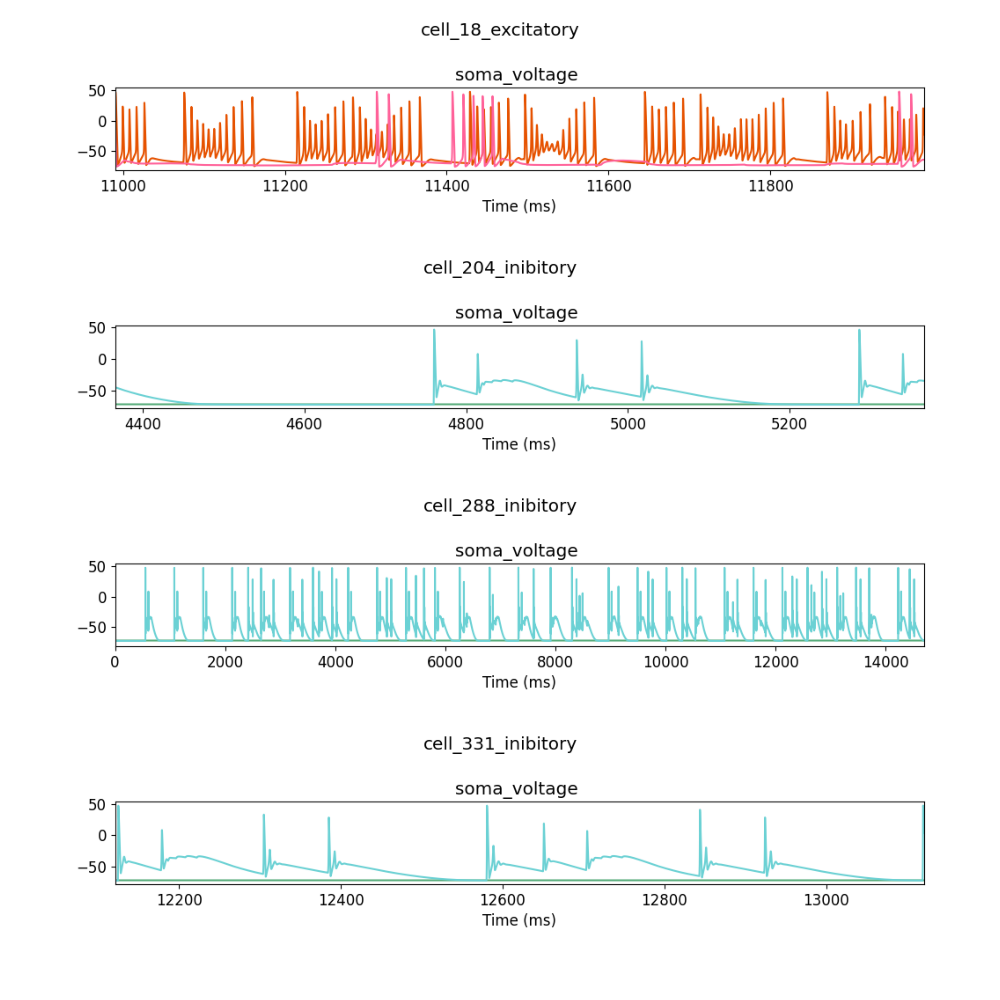 cell_18_excitatory
soma_voltage
50
0
−50
11000 11200 11400 11600 11800
Time (ms)
cell_204_inibitory
soma_voltage
50
0
−50
4400 4600 4800 5000 5200
Time (ms)
cell_288_inibitory
soma_voltage
50
0
−50
0 2000 4000 6000 8000 10000 12000 14000
Time (ms)
cell_331_inibitory
soma_voltage
50
0
−50
12200 12400 12600 12800 13000
Time (ms)